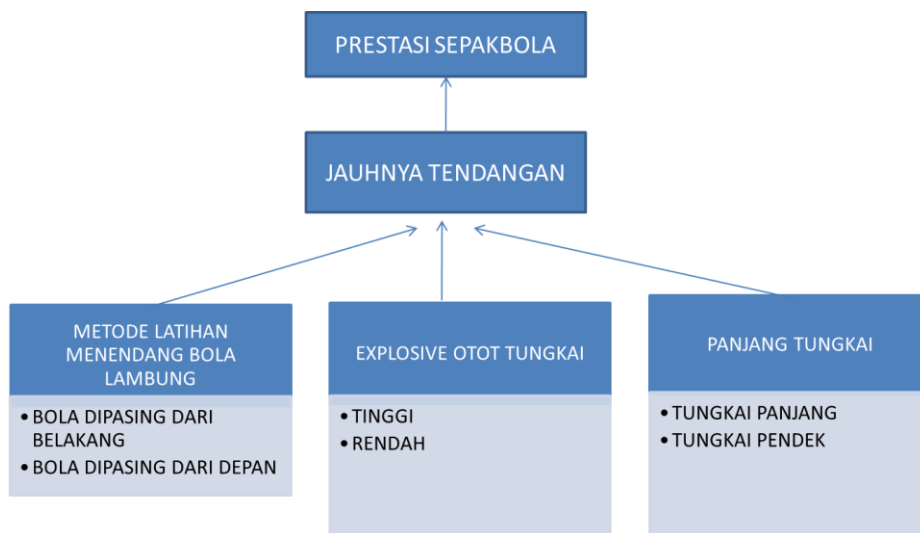 PRESTASI SEPAKBOLA
JAUHNYA TENDANGAN
METODE LATIHAN
MENENDANG BOLA
LAMBUNG
• BOLA DIPASING DARI
BELAKANG
• BOLA DIPASING DARI DEPAN
EXPLOSIVE OTOT TUNGKAI
• TINGGI
• RENDAH
PANJANG TUNGKAI
• TUNGKAI PANJANG
• TUNGKAI PENDEK